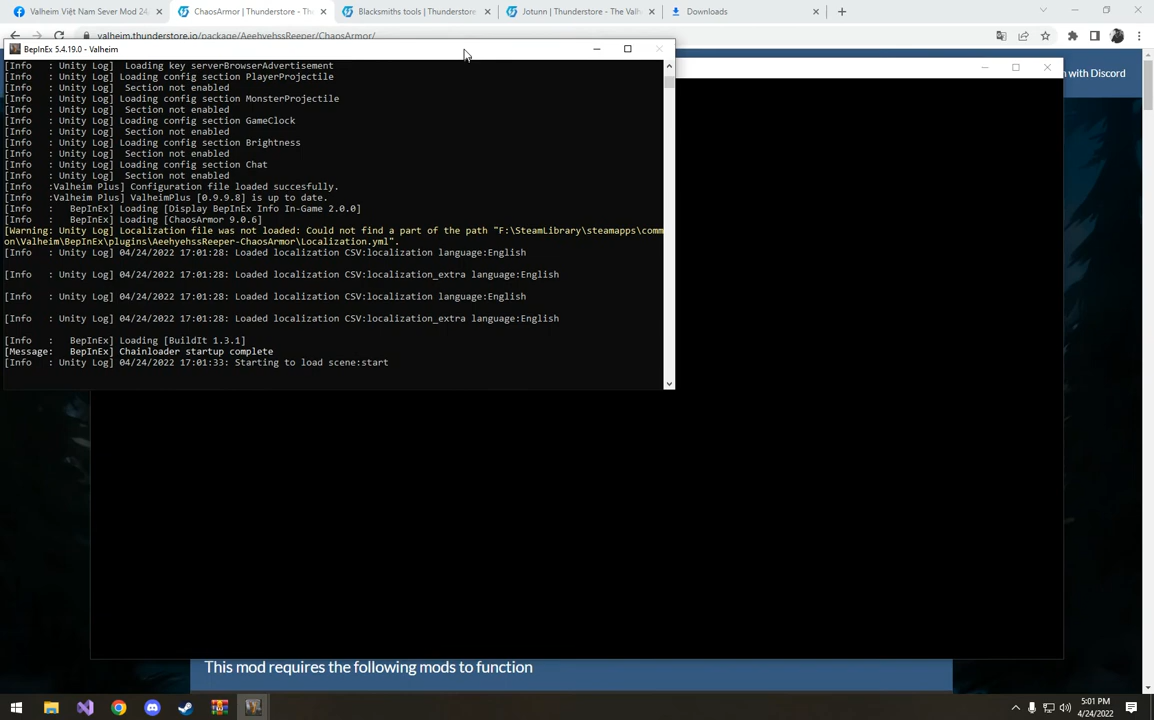 Valheim Việt Nam Sever Mod 24
ChaosArmor | Thunderstore - Th
Blacksmiths tools | Thunderstore
Jotunn | Thunderstore - The Valh
Downloads
valheim.thunderstore.io/package/AeehyehssReeper/ChaosArmor/
BepInEx 5.4.19.0 - Valheim
with Discord
[Info   : Unity Log]  Loading key serverBrowserAdvertisement
[Info   : Unity Log] Loading config section PlayerProjectile
[Info   : Unity Log]  Section not enabled
[Info   : Unity Log] Loading config section MonsterProjectile
[Info   : Unity Log]  Section not enabled
[Info   : Unity Log] Loading config section GameClock
[Info   : Unity Log]  Section not enabled
[Info   : Unity Log] Loading config section Brightness
[Info   : Unity Log]  Section not enabled
[Info   : Unity Log] Loading config section Chat
[Info   : Unity Log]  Section not enabled
[Info   :Valheim Plus] Configuration file loaded succesfully.
[Info   :Valheim Plus] ValheimPlus [0.9.9.8] is up to date.
[Info   :   BepInEx] Loading [Display BepInEx Info In-Game 2.0.0]
[Info   :   BepInEx] Loading [ChaosArmor 9.0.6]
[Warning: Unity Log] Localization file was not loaded: Could not find a part of the path "F:\SteamLibrary\steamapps\comm
on\Valheim\BepInEx\plugins\AeehyehssReeper-ChaosArmor\Localization.yml".
[Info   : Unity Log] 04/24/2022 17:01:28: Loaded localization CSV:localization language:English
[Info   : Unity Log] 04/24/2022 17:01:28: Loaded localization CSV:localization_extra language:English
[Info   : Unity Log] 04/24/2022 17:01:28: Loaded localization CSV:localization language:English
[Info   : Unity Log] 04/24/2022 17:01:28: Loaded localization CSV:localization_extra language:English
[Info   :   BepInEx] Loading [BuildIt 1.3.1]
[Message:   BepInEx] Chainloader startup complete
[Info   : Unity Log] 04/24/2022 17:01:33: Starting to load scene:start
This mod requires the following mods to function
5:01 PM
4/24/2022